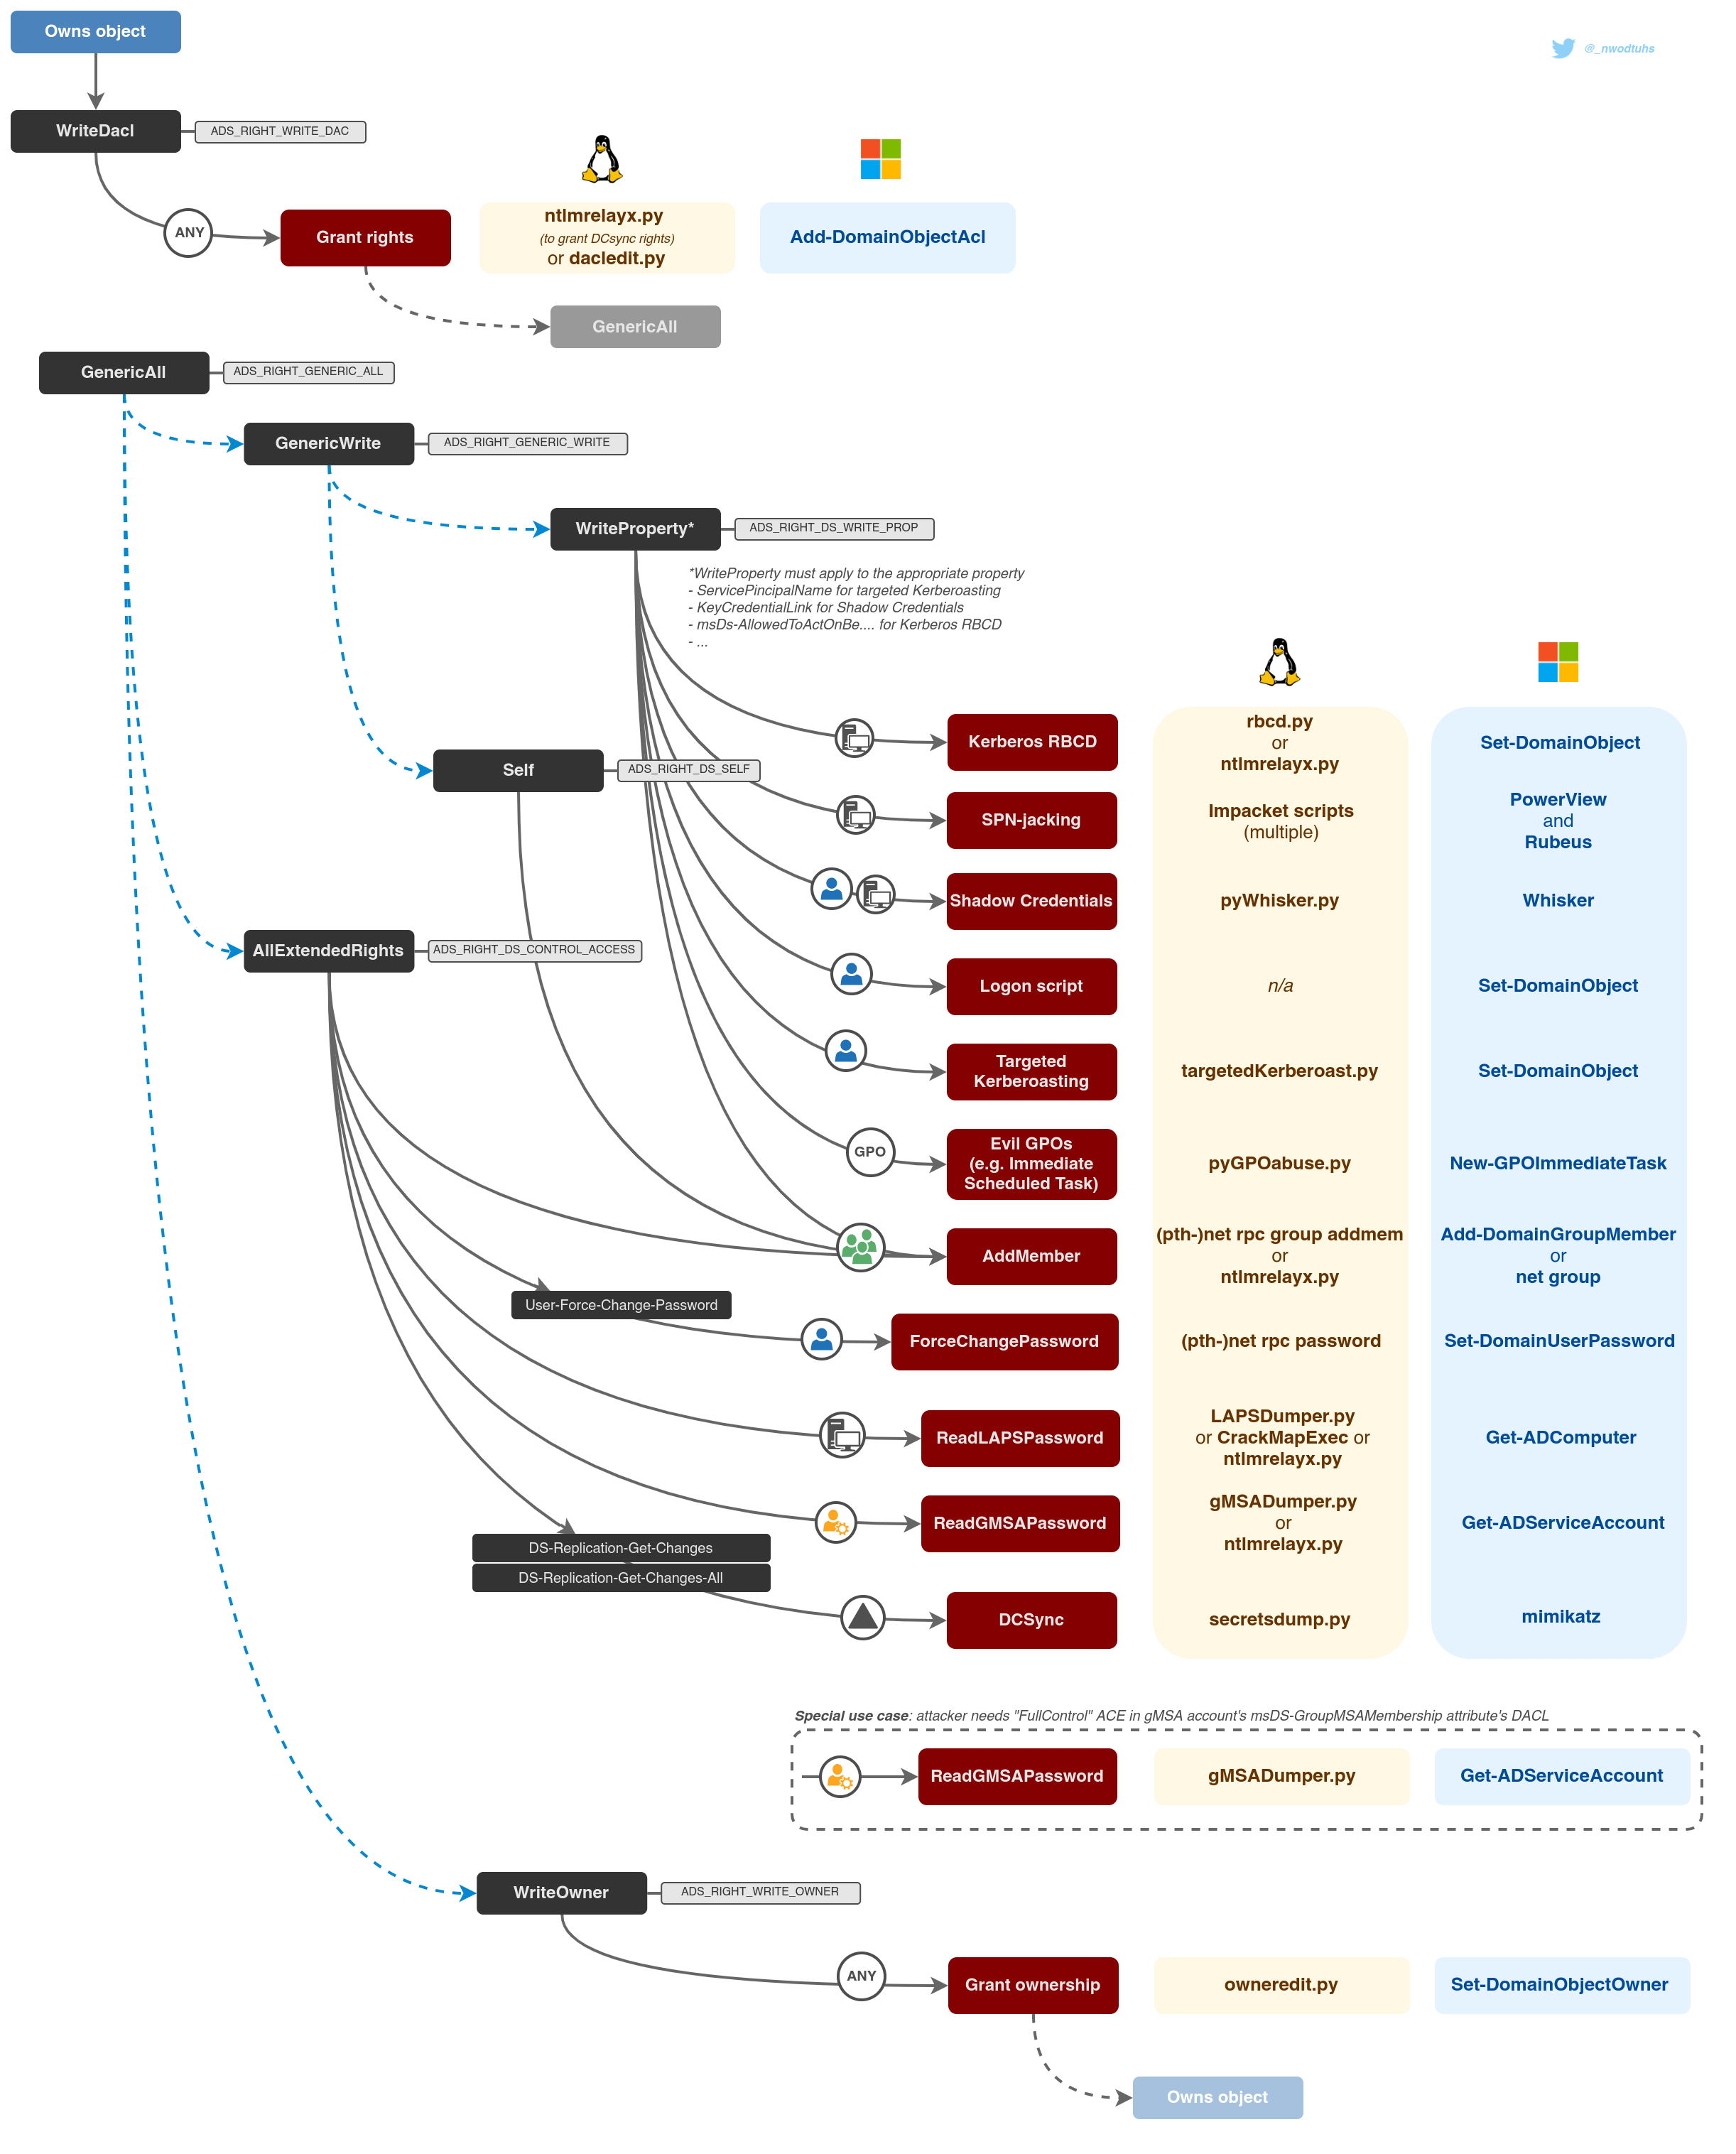 Owns object
@_nwodtuhs
WriteDacl
ADS_RIGHT_WRITE_DAC
ANY
Grant rights
ntlmrelayx.py
(to grant DCsync rights)
or dacledit.py
Add-DomainObjectAcl
GenericAll
GenericAll
ADS_RIGHT_GENERIC_ALL
GenericWrite
ADS_RIGHT_GENERIC_WRITE
WriteProperty*
ADS_RIGHT_DS_WRITE_PROP
*WriteProperty must apply to the appropriate property
- ServicePincipalName for targeted Kerberoasting
- KeyCredentialLink for Shadow Credentials
- msDs-AllowedToActOnBe.... for Kerberos RBCD
- ...
Kerberos RBCD
rbcd.py
or
ntlmrelayx.py
Set-DomainObject
Self
ADS_RIGHT_DS_SELF
SPN-jacking
Impacket scripts
(multiple)
PowerView
and
Rubeus
Shadow Credentials
pyWhisker.py
Whisker
AllExtendedRights
ADS_RIGHT_DS_CONTROL_ACCESS
Logon script
n/a
Set-DomainObject
Targeted
Kerberoasting
targetedKerberoast.py
Set-DomainObject
GPO
Evil GPOs
(e.g. Immediate
Scheduled Task)
pyGPOabuse.py
New-GPOImmediateTask
AddMember
(pth-)net rpc group addmem
or
ntlmrelayx.py
Add-DomainGroupMember
or
net group
User-Force-Change-Password
ForceChangePassword
(pth-)net rpc password
Set-DomainUserPassword
ReadLAPSPassword
LAPSDumper.py
or CrackMapExec or
ntlmrelayx.py
Get-ADComputer
ReadGMSAPassword
gMSADumper.py
or
ntlmrelayx.py
Get-ADServiceAccount
DS-Replication-Get-Changes
DS-Replication-Get-Changes-All
DCSync
secretsdump.py
mimikatz
Special use case: attacker needs "FullControl" ACE in gMSA account's msDS-GroupMSAMembership attribute's DACL
ReadGMSAPassword
gMSADumper.py
Get-ADServiceAccount
WriteOwner
ADS_RIGHT_WRITE_OWNER
ANY
Grant ownership
owneredit.py
Set-DomainObjectOwner
Owns object